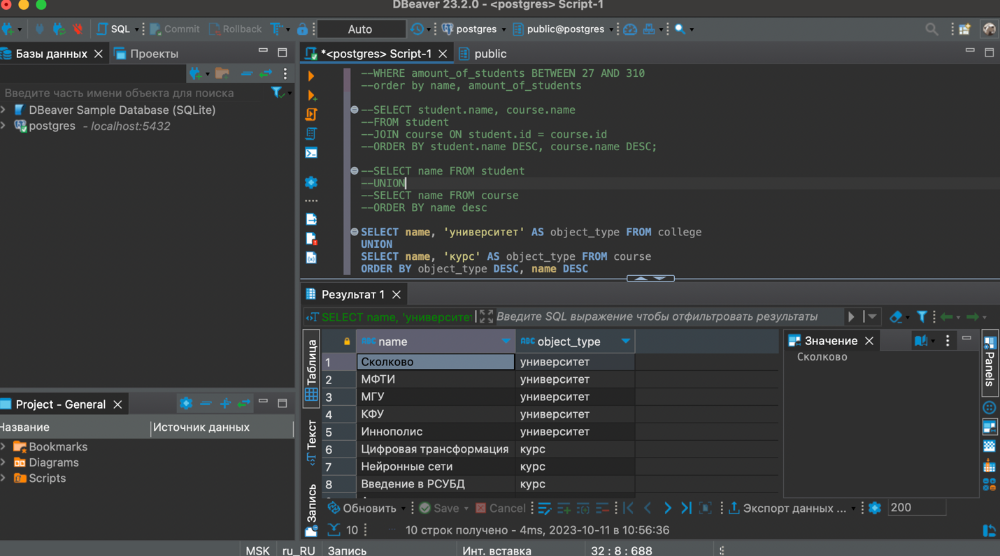 DBeaver 23.2.0 - <postgres> Script-1
SQL
Commit
Rollback
Auto
postgres
public@postgres
Базы данных
Проекты
*<postgres> Script-1
public
Введите часть имени объекта для поиска
DBeaver Sample Database (SQLite)
postgres - localhost:5432
--WHERE amount_of_students BETWEEN 27 AND 310
--order by name, amount_of_students
--SELECT student.name, course.name
--FROM student
--JOIN course ON student.id = course.id
--ORDER BY student.name DESC, course.name DESC;
--SELECT name FROM student
--UNION
--SELECT name FROM course
--ORDER BY name desc
SELECT name, 'университет' AS object_type FROM college
UNION
SELECT name, 'курс' AS object_type FROM course
ORDER BY object_type DESC, name DESC
Результат 1
SELECT name, 'университе
Введите SQL выражение чтобы отфильтровать результаты
Таблица
Текст
Запись
ABC name
ABC object_type
1 Сколково университет
2 МФТИ университет
3 МГУ университет
4 КФУ университет
5 Иннополис университет
6 Цифровая трансформация курс
7 Нейронные сети курс
8 Введение в РСУБД курс
Значение
Сколково
Panels
Project - General
Название
Источник данных
Bookmarks
Diagrams
Scripts
Обновить
Save
Cancel
Экспорт данных ...
200
10
10 строк получено - 4ms, 2023-10-11 в 10:56:36
MSK
ru_RU
Запись
Инт. вставка
32 : 8 : 688